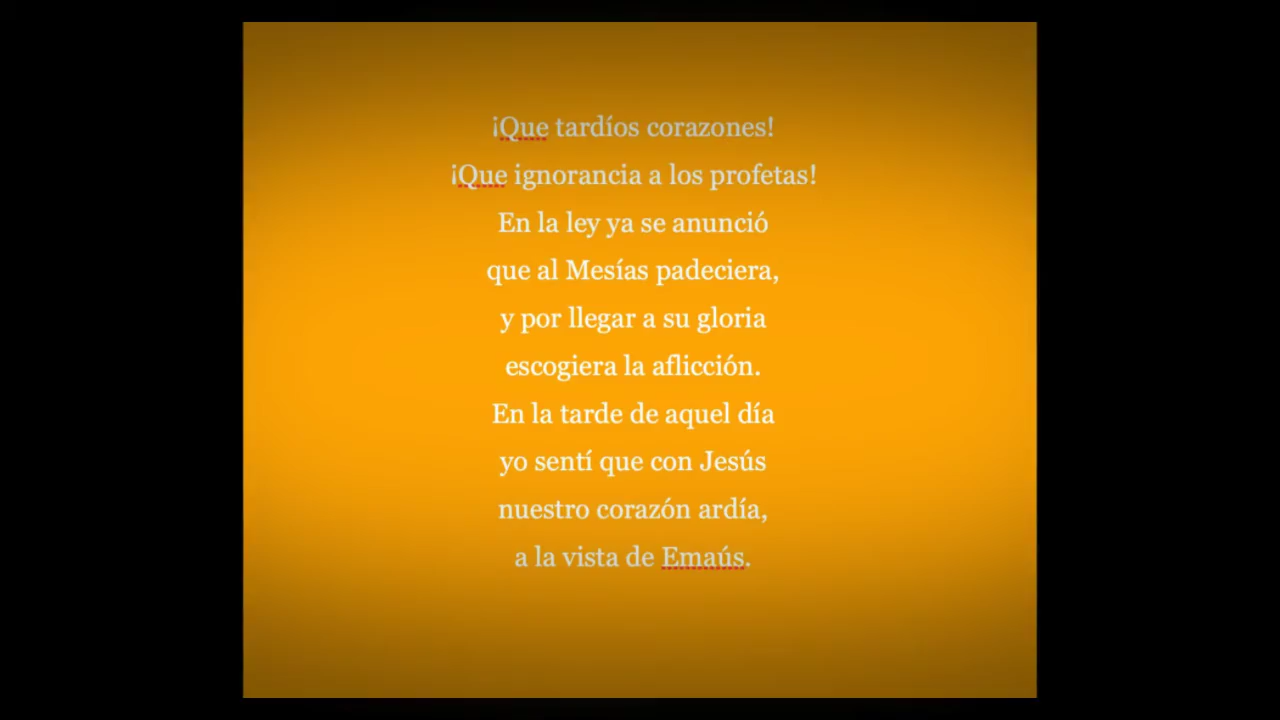 ¡Que tardíos corazones!
¡Que ignorancia a los profetas!
En la ley ya se anunció
que al Mesías padeciera,
y por llegar a su gloria
escogiera la aflicción.
En la tarde de aquel día
yo sentí que con Jesús
nuestro corazón ardía,
a la vista de Emaús.